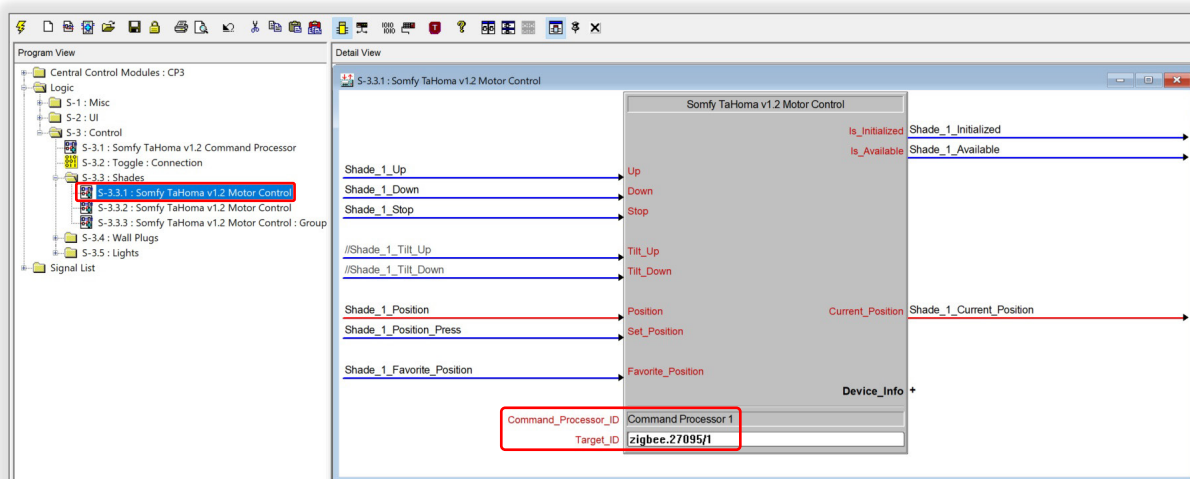 Program View
Central Control Modules : CP3
Logic
S-1 : Misc
S-2 : UI
S-3 : Control
S-3.1 : Somfy TaHoma v1.2 Command Processor
S-3.2 : Toggle : Connection
S-3.3 : Shades
S-3.3.1 : Somfy TaHoma v1.2 Motor Control
S-3.3.2 : Somfy TaHoma v1.2 Motor Control
S-3.3.3 : Somfy TaHoma v1.2 Motor Control : Group
S-3.4 : Wall Plugs
S-3.5 : Lights
Signal List
Detail View
S-3.3.1 : Somfy TaHoma v1.2 Motor Control
Somfy TaHoma v1.2 Motor Control
Is_Initialized Shade_1_Initialized
Is_Available Shade_1_Available
Shade_1_Up Up
Shade_1_Down Down
Shade_1_Stop Stop
//Shade_1_Tilt_Up Tilt_Up
//Shade_1_Tilt_Down Tilt_Down
Shade_1_Position Position Current_Position Shade_1_Current_Position
Shade_1_Position_Press Set_Position
Shade_1_Favorite_Position Favorite_Position
Device_Info +
Command_Processor_ID Command Processor 1
Target_ID zigbee.27095/1